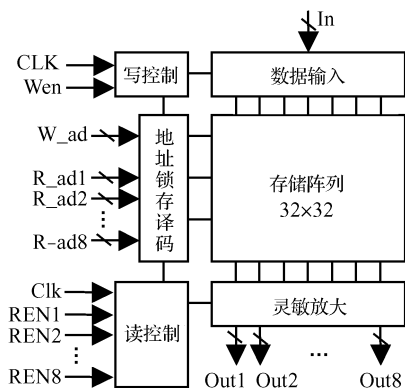 In
CLK
Wen
写控制
数据输入
W_ad
R_ad1
R_ad2
⋮
R-ad8
地址锁存译码
存储阵列
32×32
Clk
REN1
REN2
⋮
REN8
读控制
灵敏放大
Out1 Out2 … Out8